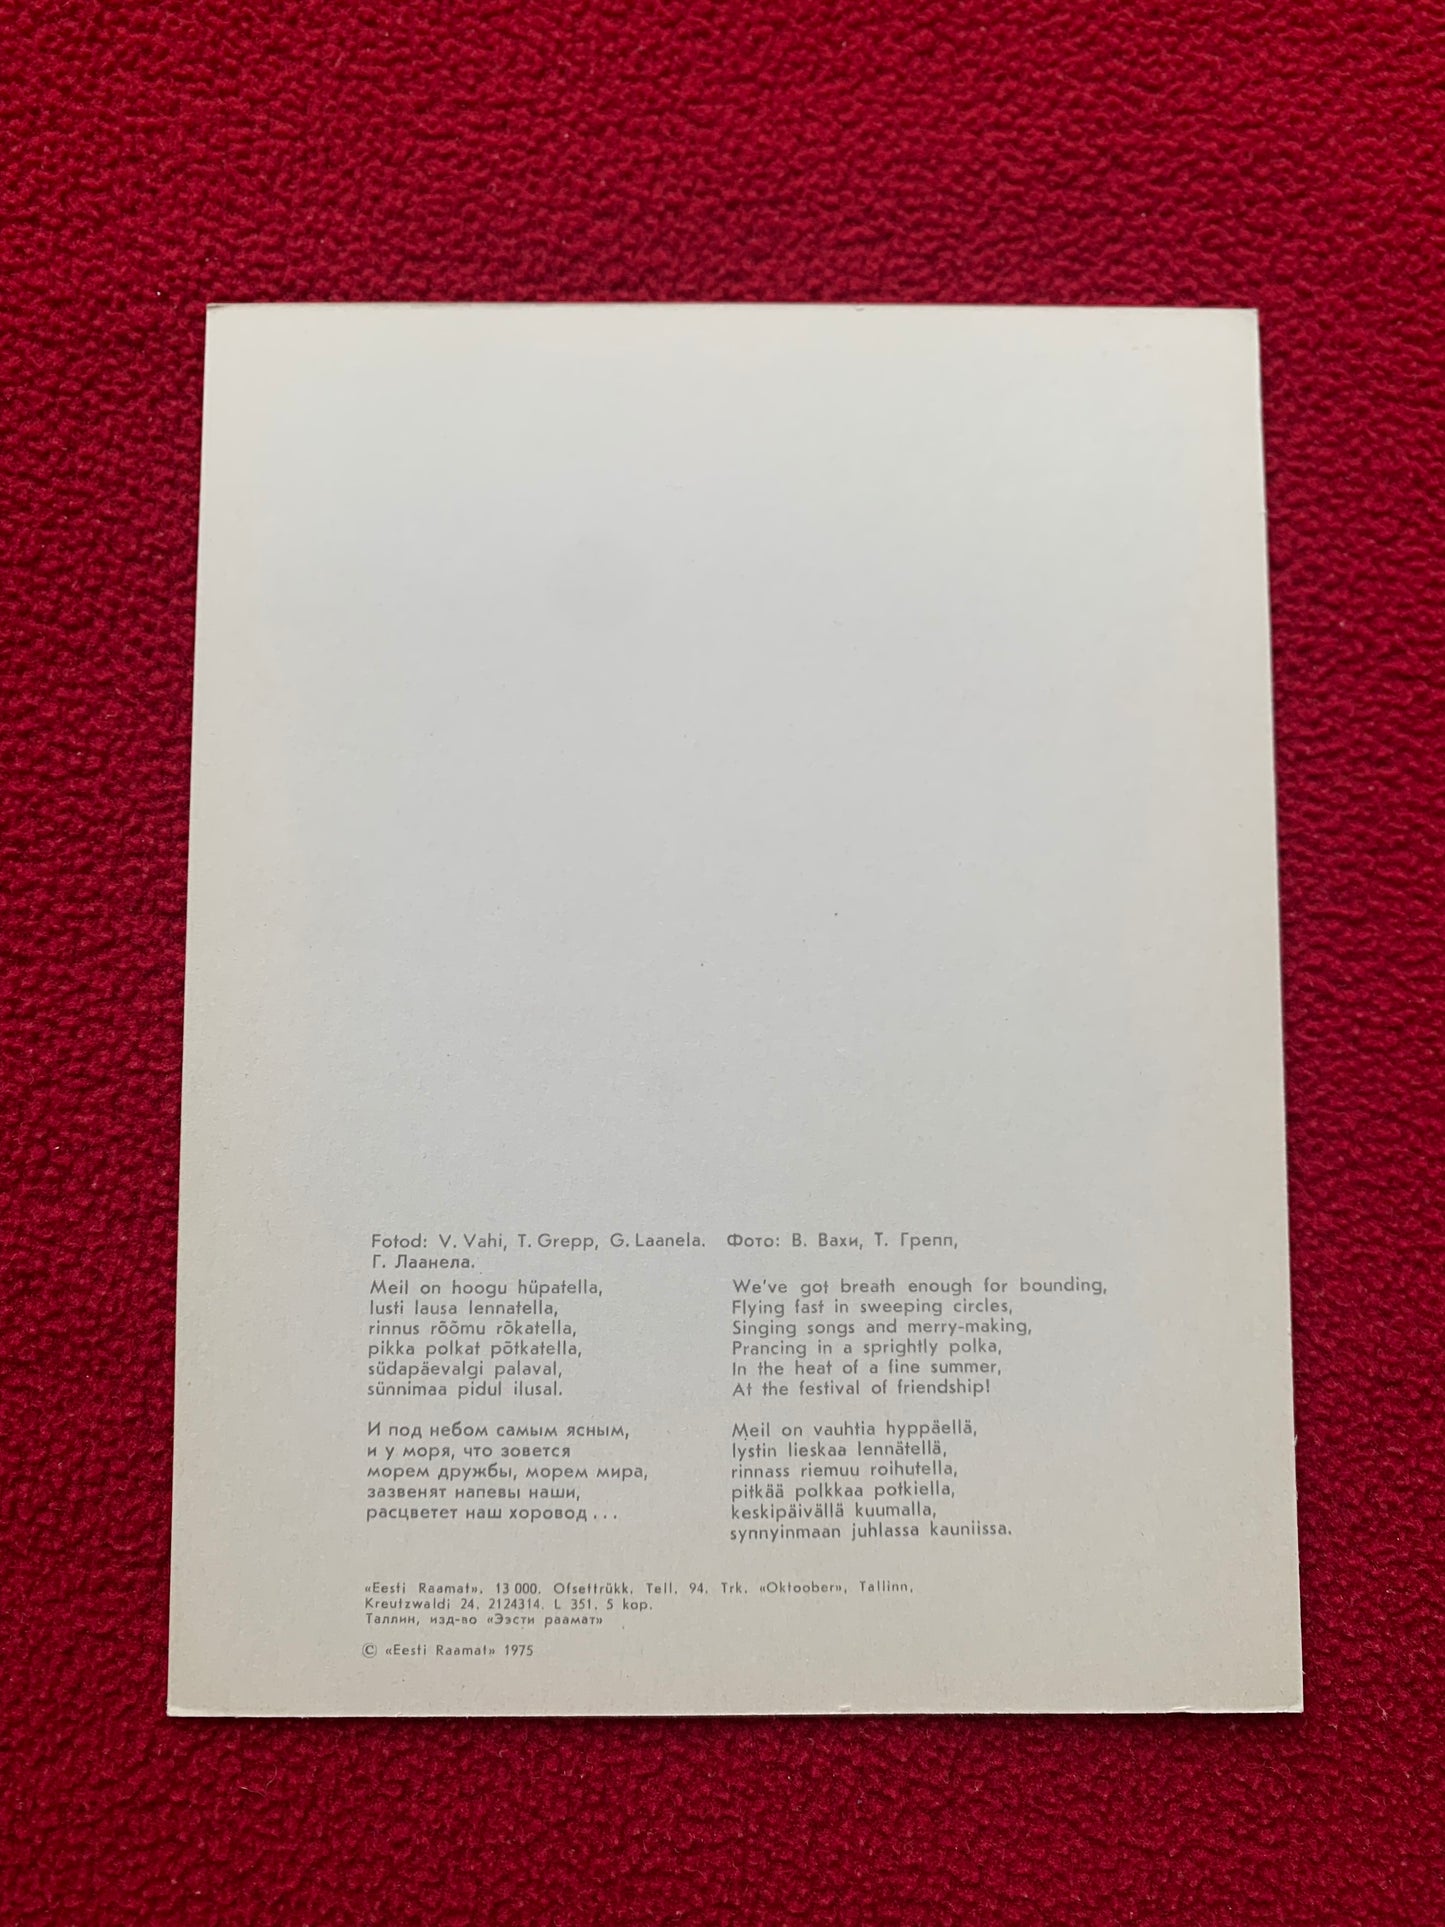 Fotod: V. Vahi, T. Grepp, G. Laanela. Фото: В. Вахи, Т. Грепп,
Г. Лаанела.
Meil on hoogu hüpatella,
lusti lausa lennatella,
rinnus rõõmu rõkatella,
pikka polkat põtkatella,
südapäevalgi palaval,
sünnimaa pidul ilusal.
We've got breath enough for bounding,
Flying fast in sweeping circles,
Singing songs and merry-making,
Prancing in a sprightly polka,
In the heat of a fine summer,
At the festival of friendship!
И под небом самым ясным,
и у моря, что зовется
морем дружбы, морем мира,
зазвенят напевы наши,
расцветет наш хоровод . . .
Meil on vauhtia hyppäellä,
lystin lieskaa lennätellä,
rinnass riemuu roihutella,
pitkää polkkaa potkiella,
keskipäivällä kuumalla,
synnyinmaan juhlassa kauniissa.
«Eesti Raamat». 13 000. Ofsettrükk. Tell. 94. Trk. «Oktoober», Tallinn,
Kreutzwaldi 24. 2124314. L 351. 5 kop.
Таллин, изд-во «Ээсти раамат»
© «Eesti Raamat» 1975